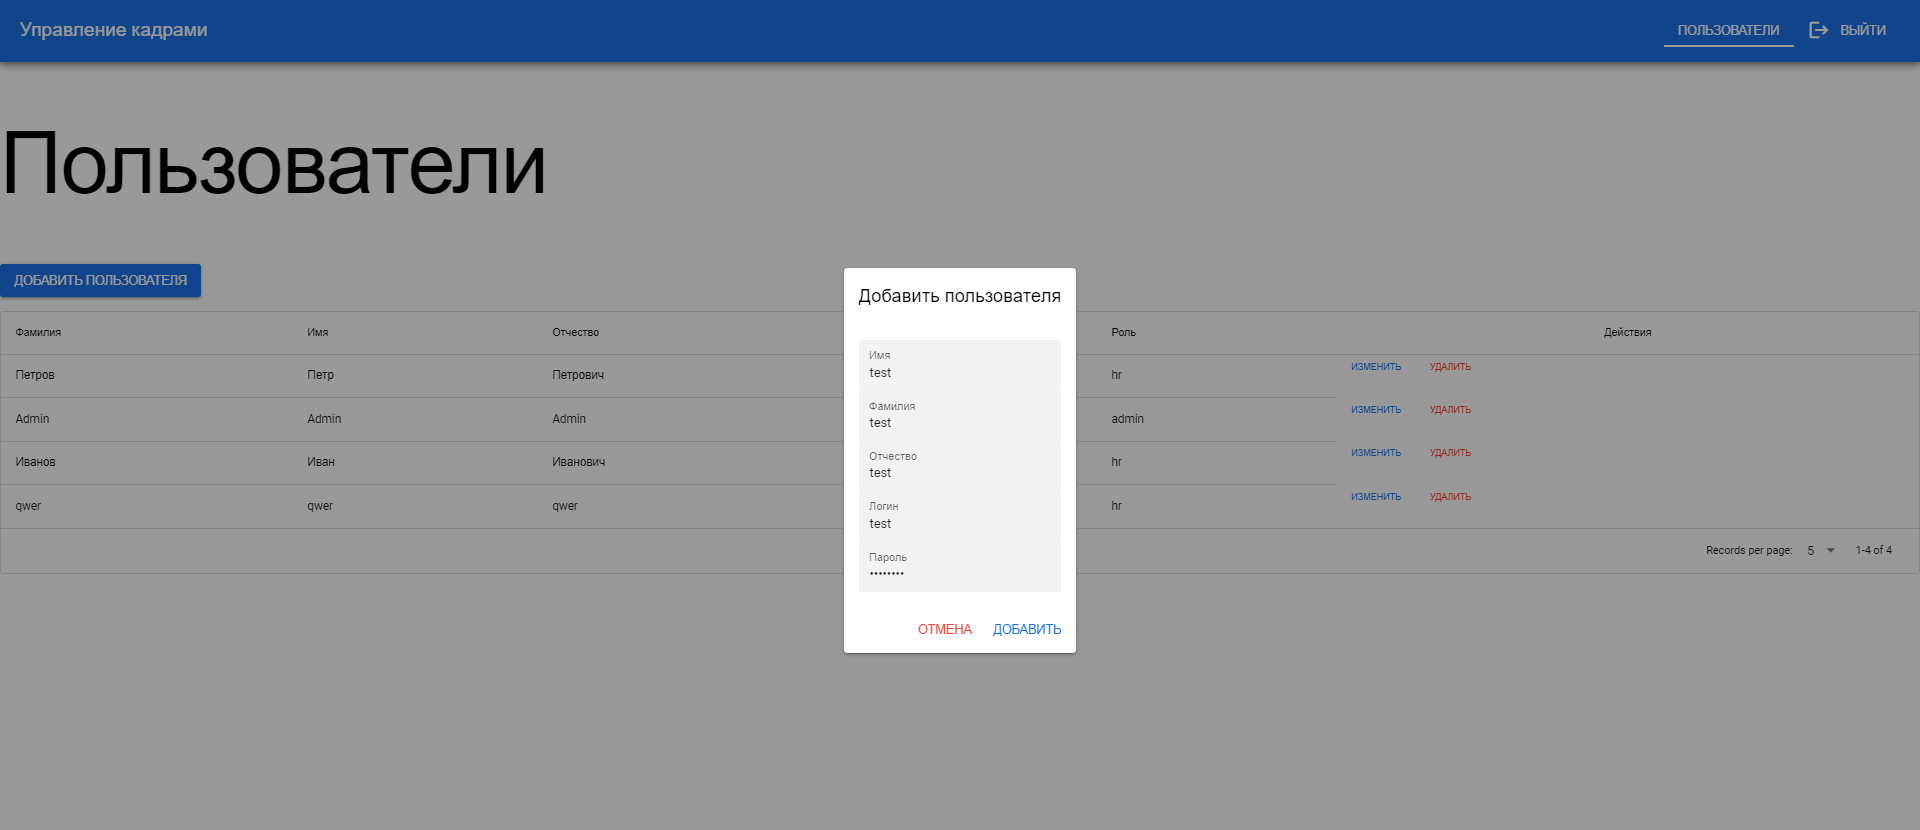 Управление кадрами
ПОЛЬЗОВАТЕЛИ ВЫЙТИ
Пользователи
ДОБАВИТЬ ПОЛЬЗОВАТЕЛЯ
Фамилия Имя Отчество Роль Действия
Петров Петр Петрович hr ИЗМЕНИТЬ УДАЛИТЬ
Admin Admin Admin admin ИЗМЕНИТЬ УДАЛИТЬ
Иванов Иван Иванович hr ИЗМЕНИТЬ УДАЛИТЬ
qwer qwer qwer hr ИЗМЕНИТЬ УДАЛИТЬ
Records per page: 5 1-4 of 4
Добавить пользователя
Имя
test
Фамилия
test
Отчество
test
Логин
test
Пароль
••••••••
ОТМЕНА ДОБАВИТЬ